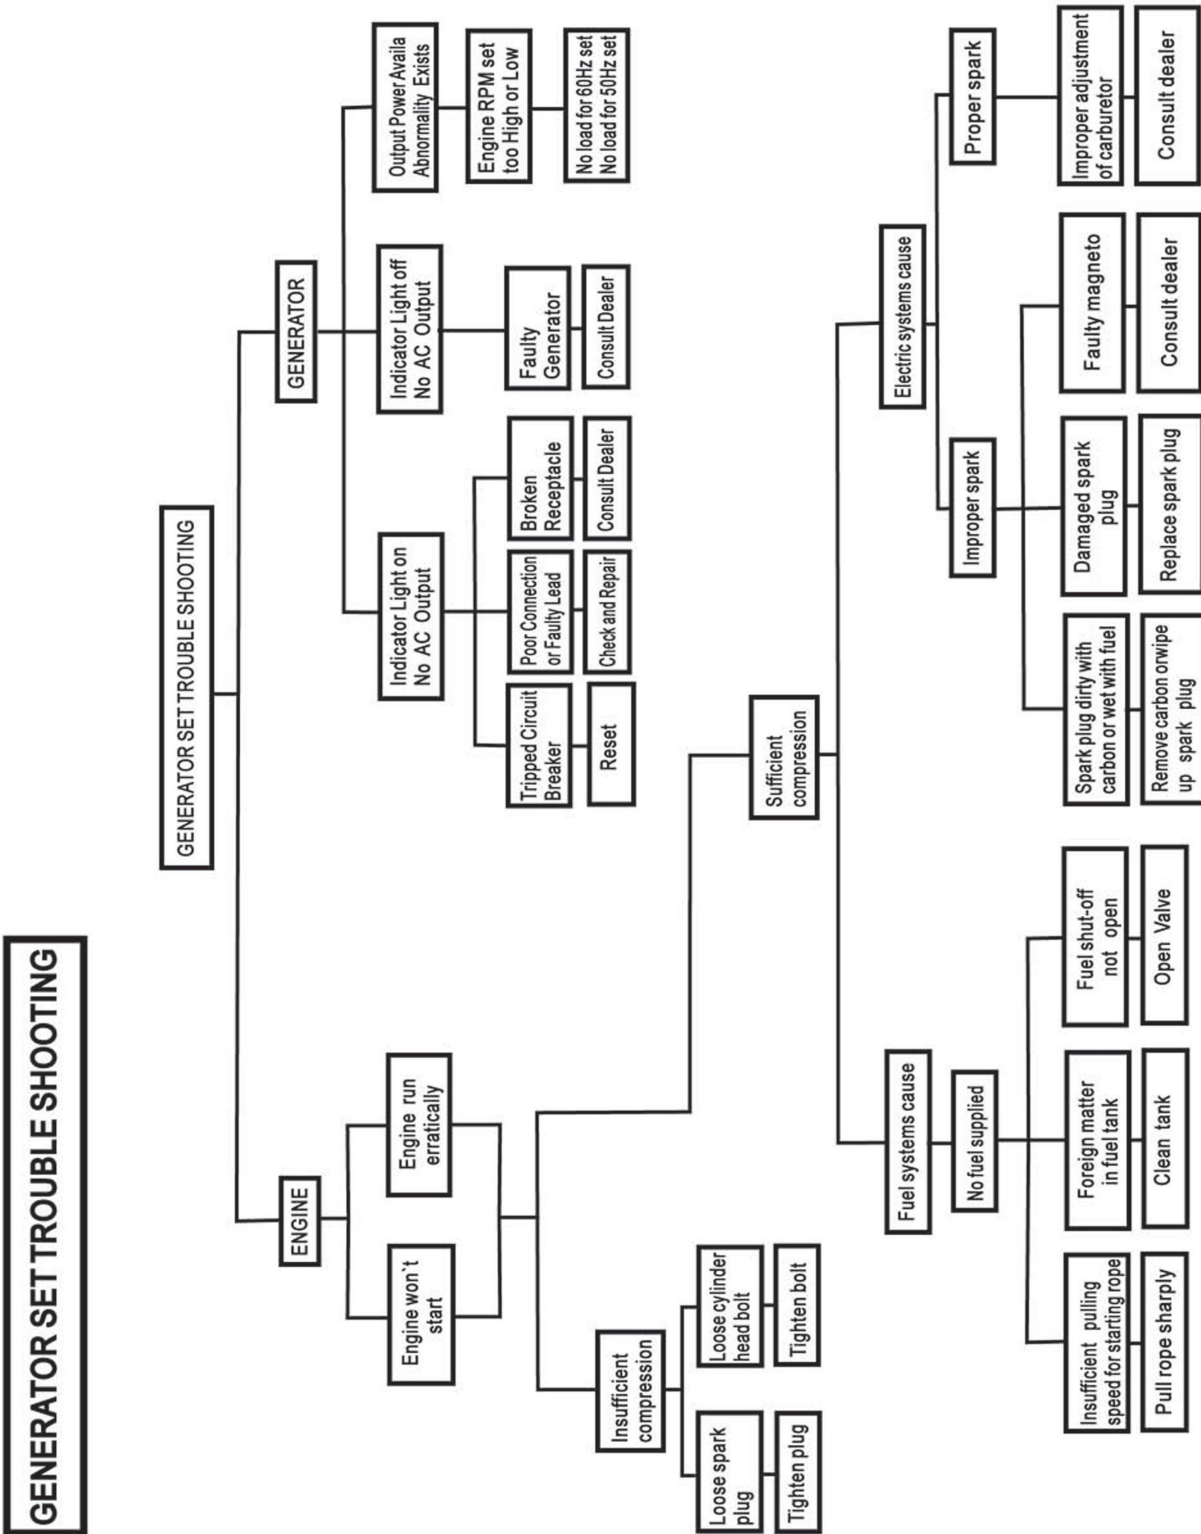 GENERATOR SET TROUBLE SHOOTING
GENERATOR SET TROUBLE SHOOTING
ENGINE
GENERATOR
Engine won`t
start
Engine run
erratically
Indicator Light on
No AC Output
Indicator Light off
No AC Output
Output Power Availa
Abnormality Exists
Engine RPM set
too High or Low
No load for 60Hz set
No load for 50Hz set
Tripped Circuit
Breaker
Reset
Poor Connection
or Faulty Lead
Check and Repair
Broken
Receptacle
Consult Dealer
Faulty
Generator
Consult Dealer
Insufficient
compression
Loose spark
plug
Tighten plug
Loose cylinder
head bolt
Tighten bolt
Sufficient
compression
Fuel systems cause
No fuel supplied
Insufficient pulling
speed for starting rope
Pull rope sharply
Foreign matter
in fuel tank
Clean tank
Fuel shut-off
not open
Open Valve
Electric systems cause
Improper spark
Spark plug dirty with
carbon or wet with fuel
Remove carbon orwipe
up spark plug
Damaged spark
plug
Replace spark plug
Faulty magneto
Consult dealer
Proper spark
Improper adjustment
of carburetor
Consult dealer